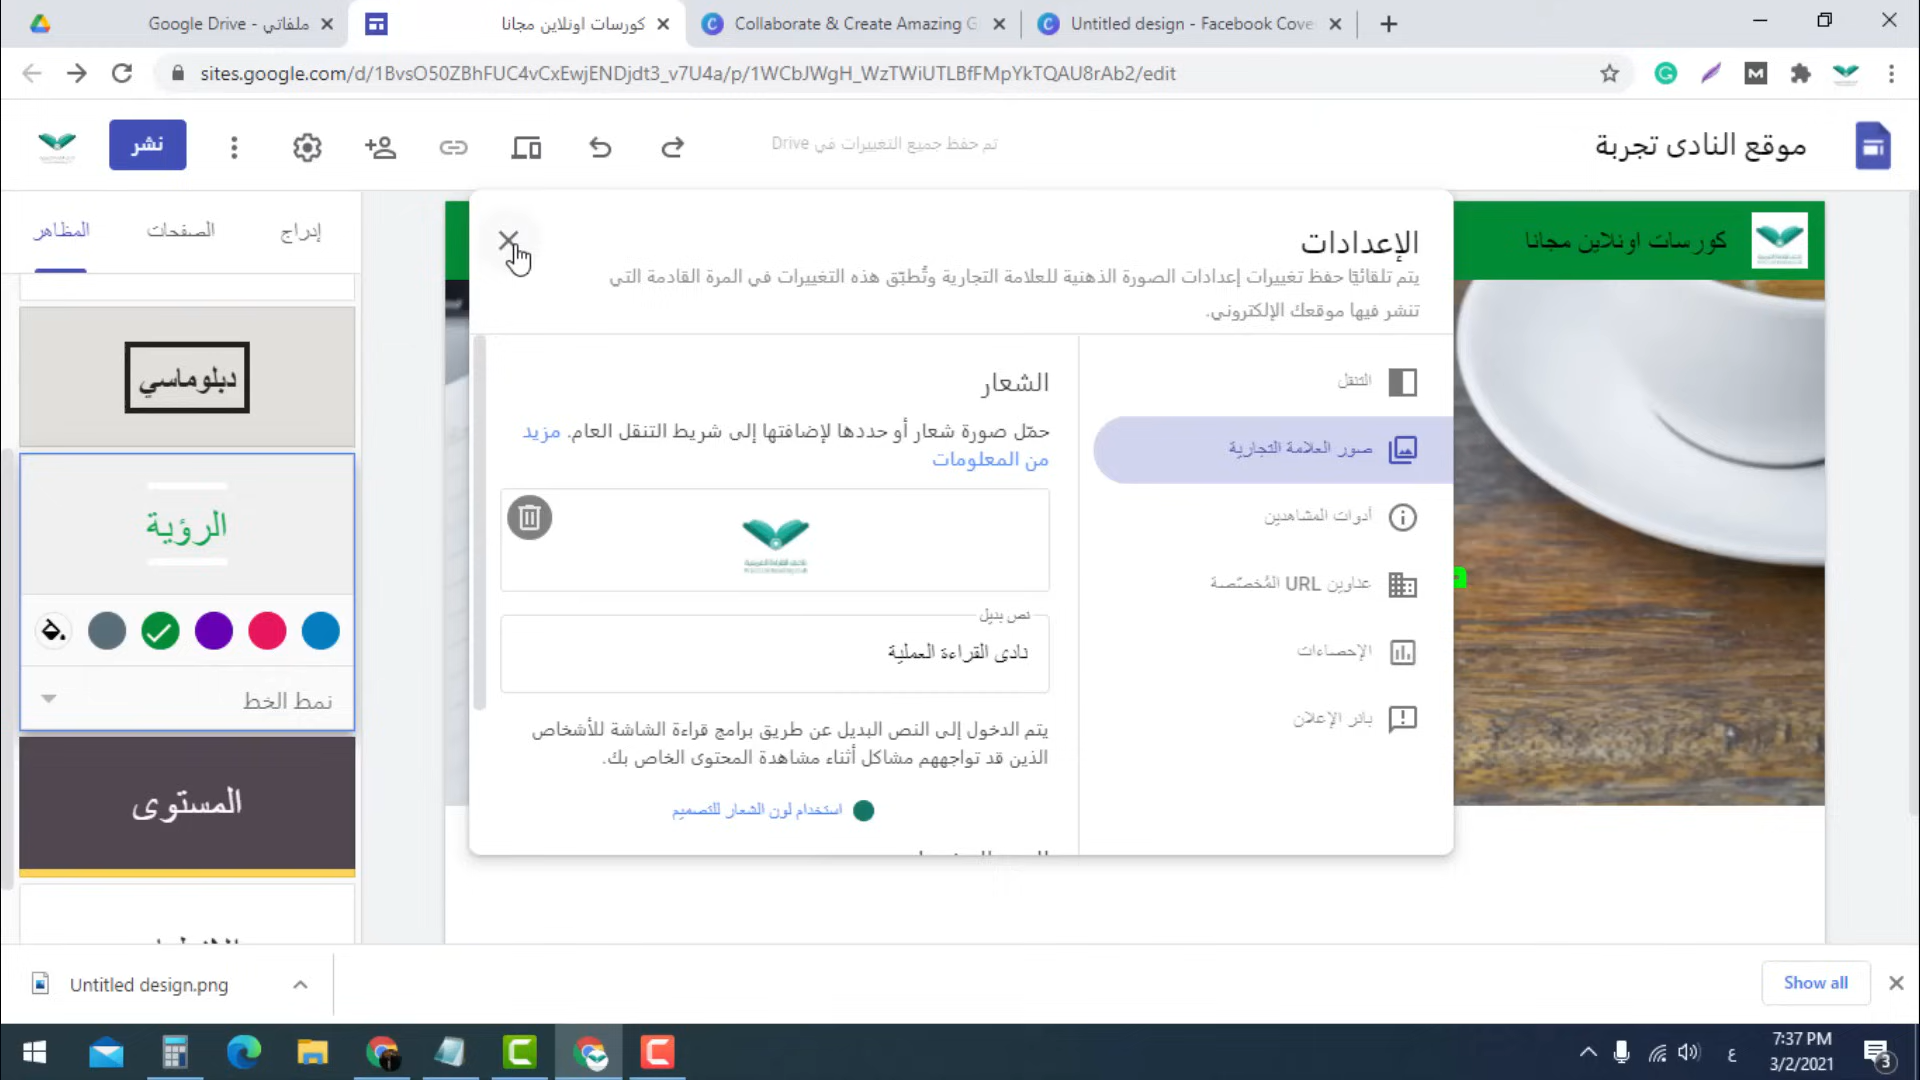 ملفاتي - Google Drive
كورسات اونلاين مجانا
Collaborate & Create Amazing G
Untitled design - Facebook Cove
sites.google.com/d/1BvsO50ZBhFUC4vCxEwjENDjdt3_v7U4a/p/1WCbJWgH_WzTWiUTLBfFMpYkTQAU8rAb2/edit
موقع النادى تجربة
تم حفظ جميع التغييرات في Drive
نشر
إدراج
الصفحات
المظاهر
دبلوماسي
الرؤية
نمط الخط
المستوى
كورسات اونلاين مجانا
الإعدادات
يتم تلقائيًا حفظ تغييرات إعدادات الصورة الذهنية للعلامة التجارية وتُطبّق هذه التغييرات في المرة القادمة التي
تنشر فيها موقعك الإلكتروني.
التنقل
صور العلامة التجارية
أدوات المشاهدين
عناوين URL المُخصّصة
الإحصاءات
بانر الإعلان
الشعار
حمّل صورة شعار أو حددها لإضافتها إلى شريط التنقل العام. مزيد
من المعلومات
نص بديل
نادى القراءة العملية
يتم الدخول إلى النص البديل عن طريق برامج قراءة الشاشة للأشخاص
الذين قد تواجههم مشاكل أثناء مشاهدة المحتوى الخاص بك.
استخدام لون الشعار للتصميم
Untitled design.png
Show all
ع
7:37 PM
3/2/2021
3